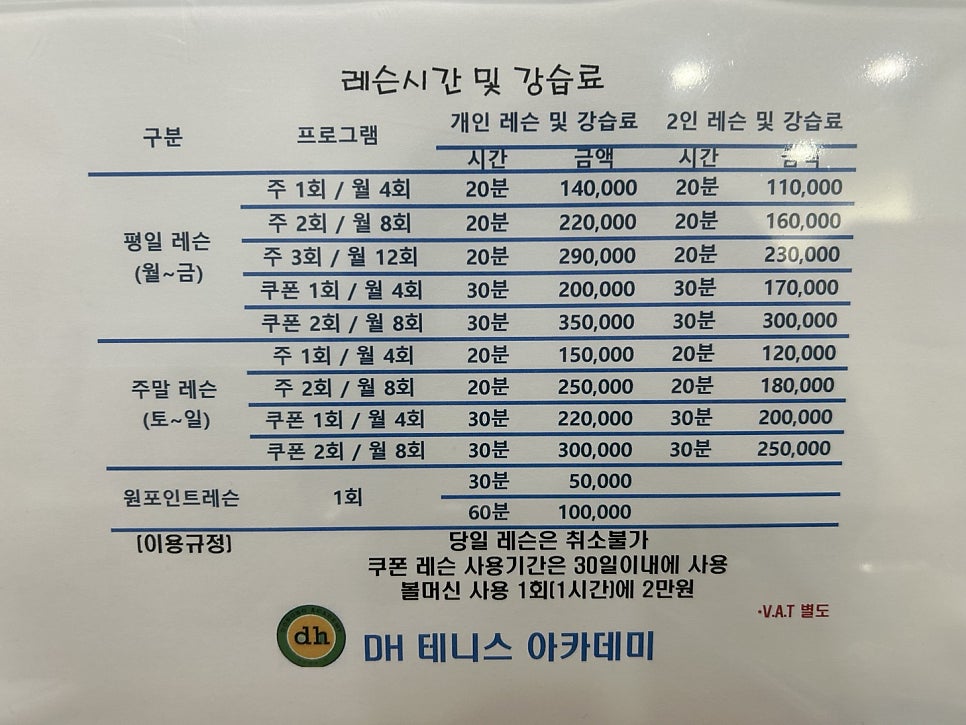 레슨시간 및 강습료
구분 프로그램 개인 레슨 및 강습료 2인 레슨 및 강습료
시간 금액 시간 금액
주 1회 / 월 4회 20분 140,000 20분 110,000
주 2회 / 월 8회 20분 220,000 20분 160,000
평일 레슨
(월~금)
주 3회 / 월 12회 20분 290,000 20분 230,000
쿠폰 1회 / 월 4회 30분 200,000 30분 170,000
쿠폰 2회 / 월 8회 30분 350,000 30분 300,000
주 1회 / 월 4회 20분 150,000 20분 120,000
주 2회 / 월 8회 20분 250,000 20분 180,000
주말 레슨
(토~일)
쿠폰 1회 / 월 4회 30분 220,000 30분 200,000
쿠폰 2회 / 월 8회 30분 300,000 30분 250,000
원포인트레슨 1회 30분 50,000
60분 100,000
[이용규정] 당일 레슨은 취소불가
쿠폰 레슨 사용기간은 30일이내에 사용
볼머신 사용 1회(1시간)에 2만원
·V.A.T 별도
dh
DH 테니스 아카데미